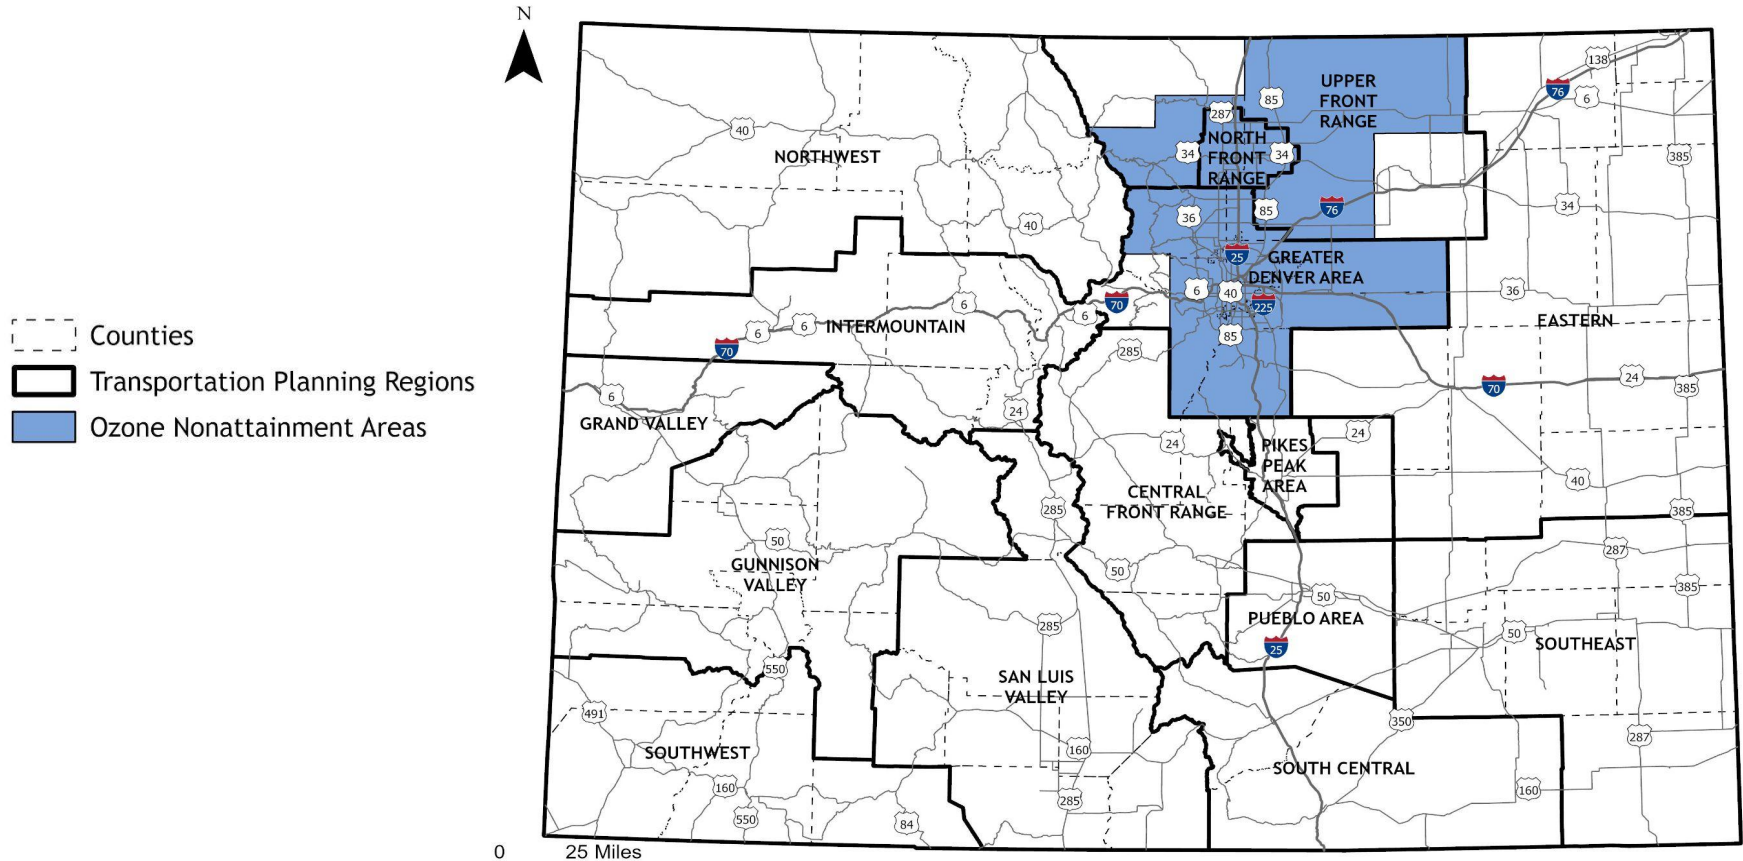 N
138
76
6
UPPER
FRONT
RANGE
85
287
40
NORTHWEST
NORTH
FRONT
RANGE
34
34
385
36
85
76
34
40
25
GREATER
DENVER AREA
6
40
225
36
70
6
6
EASTERN
Counties
6
6
INTERMOUNTAIN
85
70
285
Transportation Planning Regions
6
24
70
24
385
Ozone Nonattainment Areas
GRAND VALLEY
24
24
PIKES
PEAK
AREA
40
CENTRAL
FRONT RANGE
285
385
50
GUNNISON
VALLEY
50
287
385
50
PUEBLO AREA
285
50
SOUTHEAST
25
550
SAN LUIS
VALLEY
491
350
287
SOUTHWEST
160
SOUTH CENTRAL
160
285
160
550
84
0 25 Miles